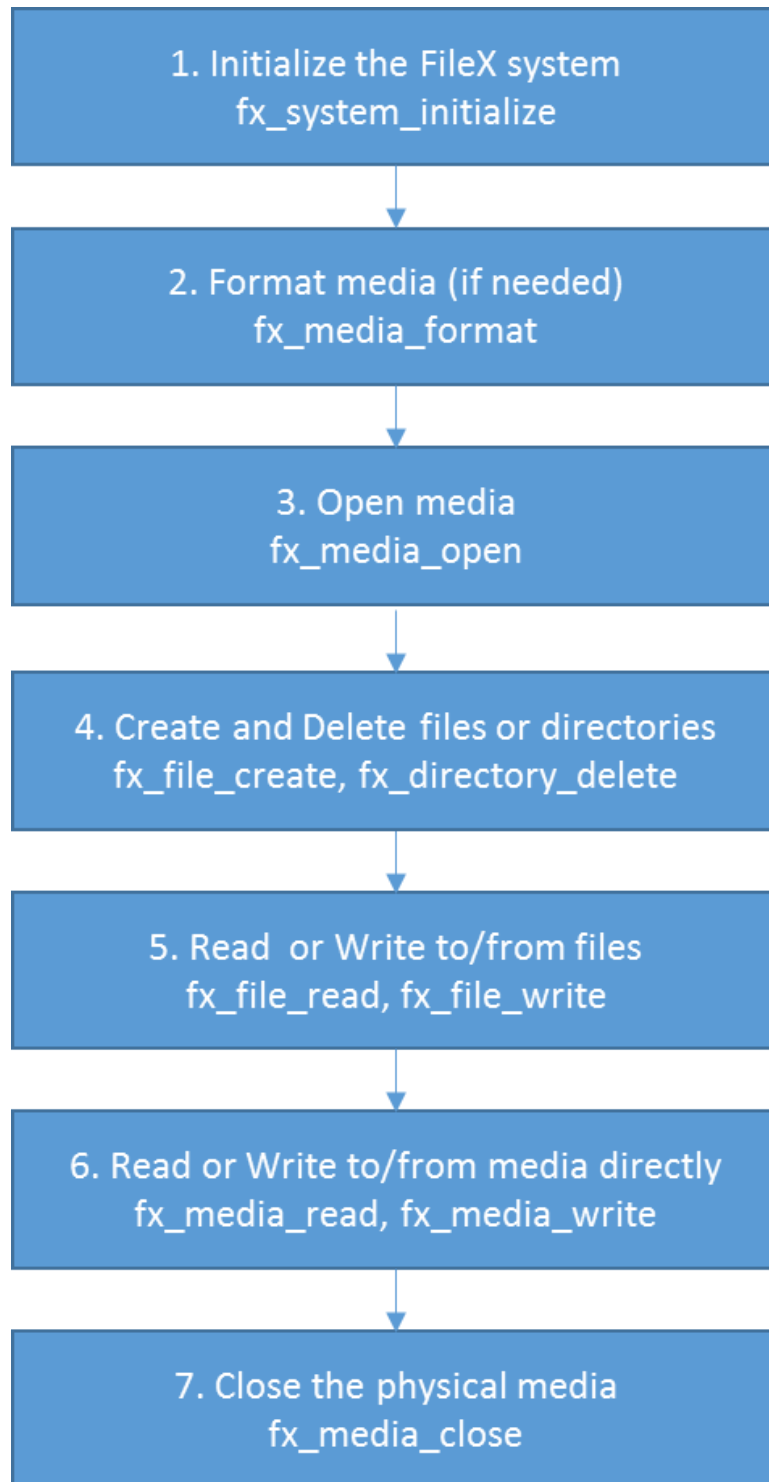 1. Initialize the FileX system
fx_system_initialize
2. Format media (if needed)
fx_media_format
3. Open media
fx_media_open
4. Create and Delete files or directories
fx_file_create, fx_directory_delete
5. Read  or Write to/from files
fx_file_read, fx_file_write
6. Read or Write to/from media directly
fx_media_read, fx_media_write
7. Close the physical media
fx_media_close